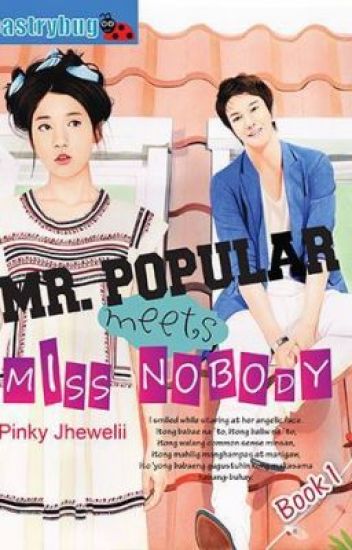 astrybug
MR. POPULAR
meets
MISS NOBODY
Pinky Jhewelii
I smiled while staring at her angelic face.
Itong babae na 'to, itong baliw na 'to,
itong walang common sense minsan,
itong mahilig manghampas at manigaw,
ito 'yong babaeng gugustuhin kong makasama
habang-buhay.
Book 1